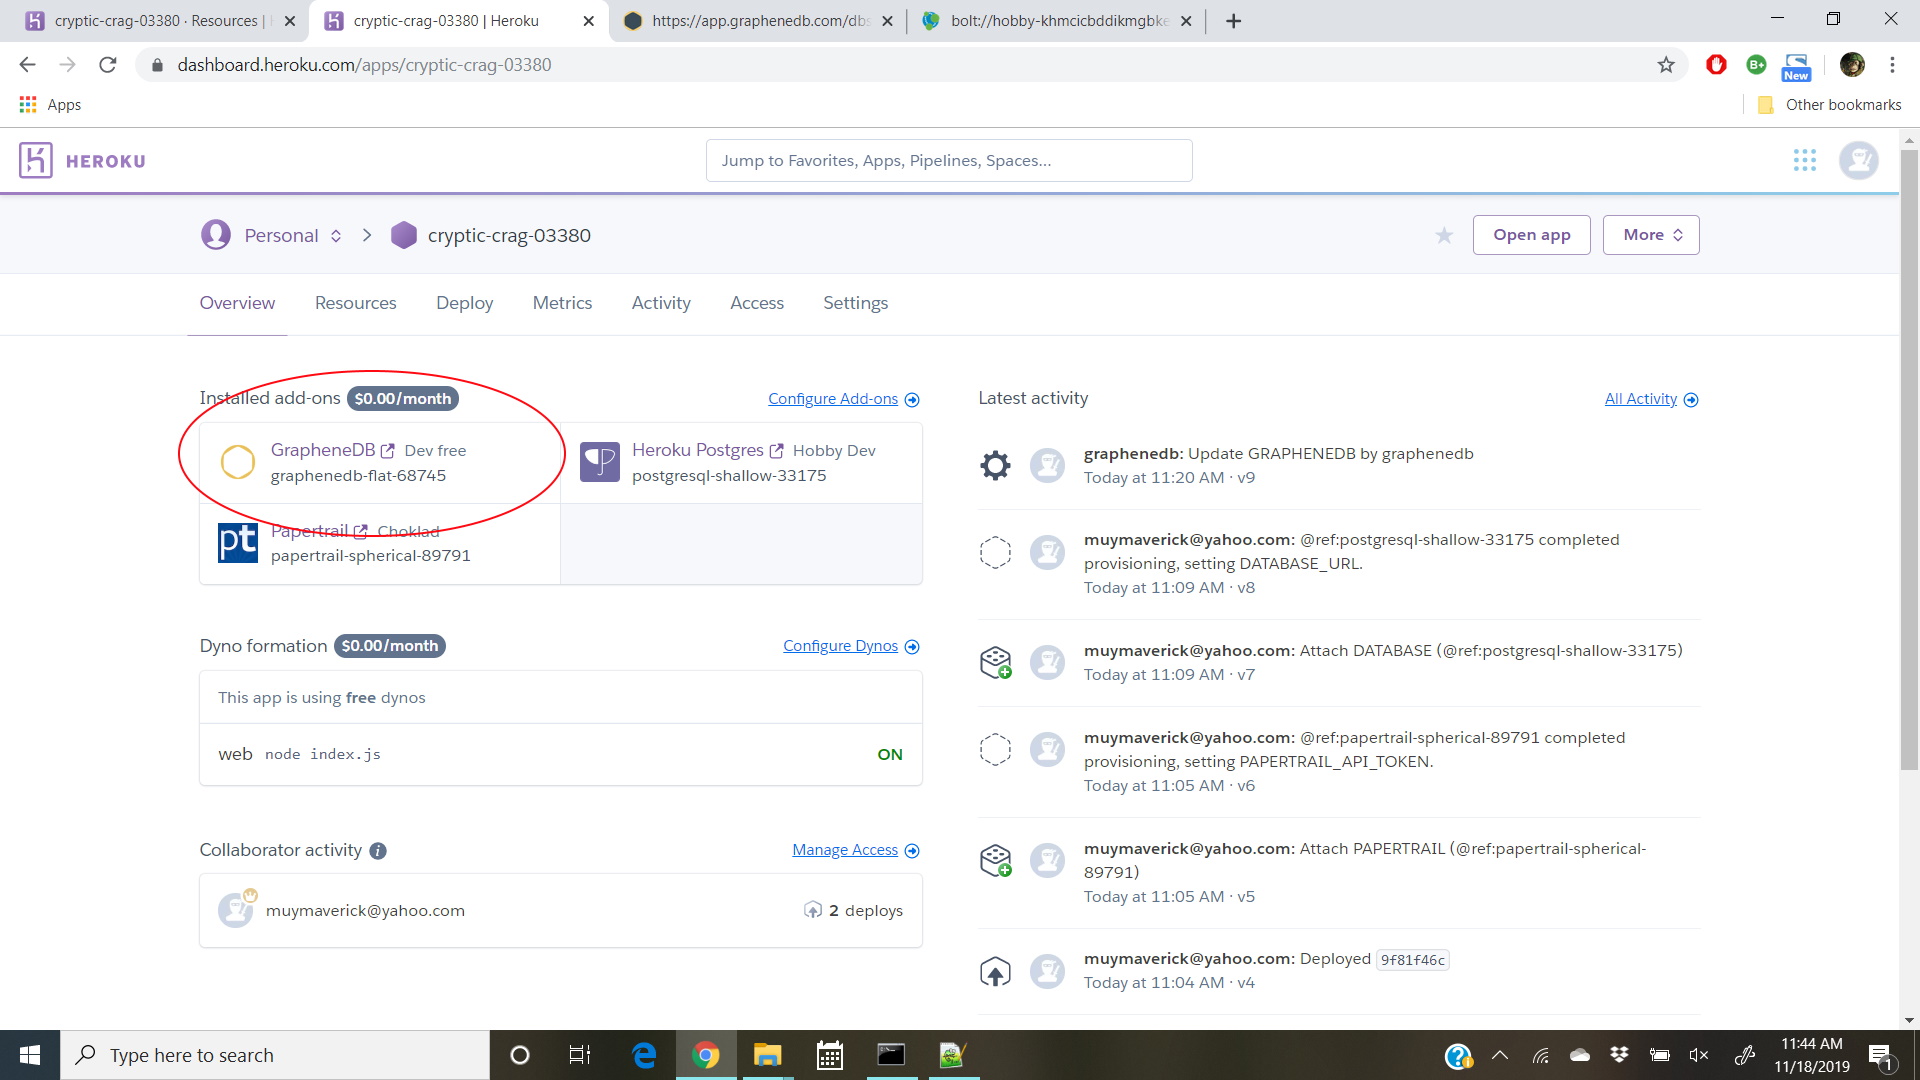 cryptic-crag-03380 · Resources |
cryptic-crag-03380 | Heroku
https://app.graphenedb.com/dbs
bolt://hobby-khmcicbddikmgbke
dashboard.heroku.com/apps/cryptic-crag-03380
B+
New
Apps
Other bookmarks
HEROKU
Jump to Favorites, Apps, Pipelines, Spaces...
Personal
cryptic-crag-03380
Open app
More
Overview
Resources
Deploy
Metrics
Activity
Access
Settings
Installed add-ons $0.00/month
Configure Add-ons
GrapheneDB Dev free
graphenedb-flat-68745
Heroku Postgres Hobby Dev
postgresql-shallow-33175
pt
Papertrail Choklad
papertrail-spherical-89791
Dyno formation $0.00/month
Configure Dynos
This app is using free dynos
web node index.js
ON
Collaborator activity
Manage Access
muymaverick@yahoo.com
2 deploys
Latest activity
All Activity
graphenedb: Update GRAPHENEDB by graphenedb
Today at 11:20 AM · v9
muymaverick@yahoo.com: @ref:postgresql-shallow-33175 completed
provisioning, setting DATABASE_URL.
Today at 11:09 AM · v8
muymaverick@yahoo.com: Attach DATABASE (@ref:postgresql-shallow-33175)
Today at 11:09 AM · v7
muymaverick@yahoo.com: @ref:papertrail-spherical-89791 completed
provisioning, setting PAPERTRAIL_API_TOKEN.
Today at 11:05 AM · v6
muymaverick@yahoo.com: Attach PAPERTRAIL (@ref:papertrail-spherical-
89791)
Today at 11:05 AM · v5
muymaverick@yahoo.com: Deployed 9f81f46c
Today at 11:04 AM · v4
Type here to search
11:44 AM
11/18/2019
1